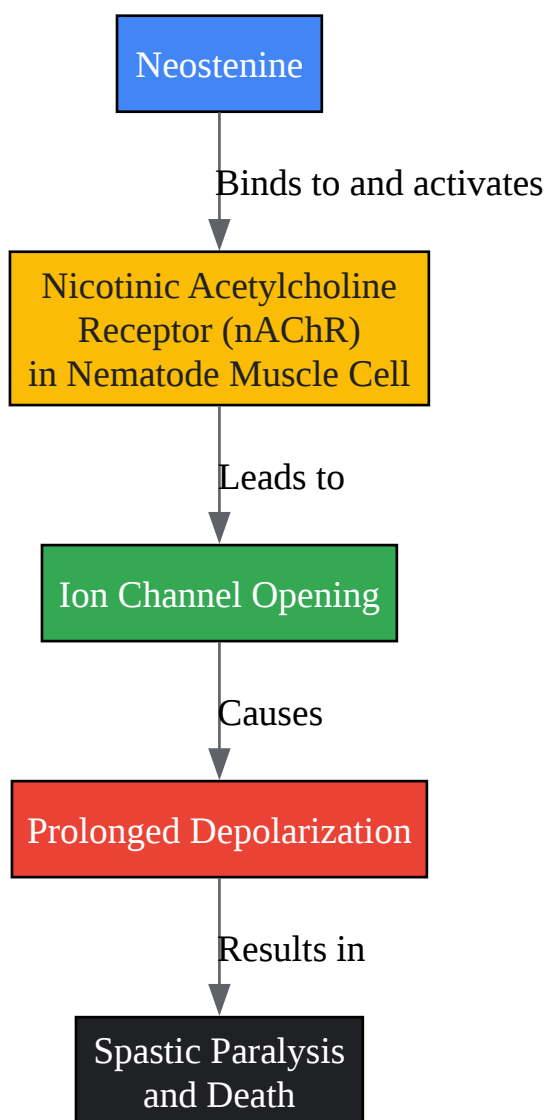 Neostenine
Binds to and activates
Nicotinic Acetylcholine
Receptor (nAChR)
in Nematode Muscle Cell
Leads to
Ion Channel Opening
Causes
Prolonged Depolarization
Results in
Spastic Paralysis
and Death